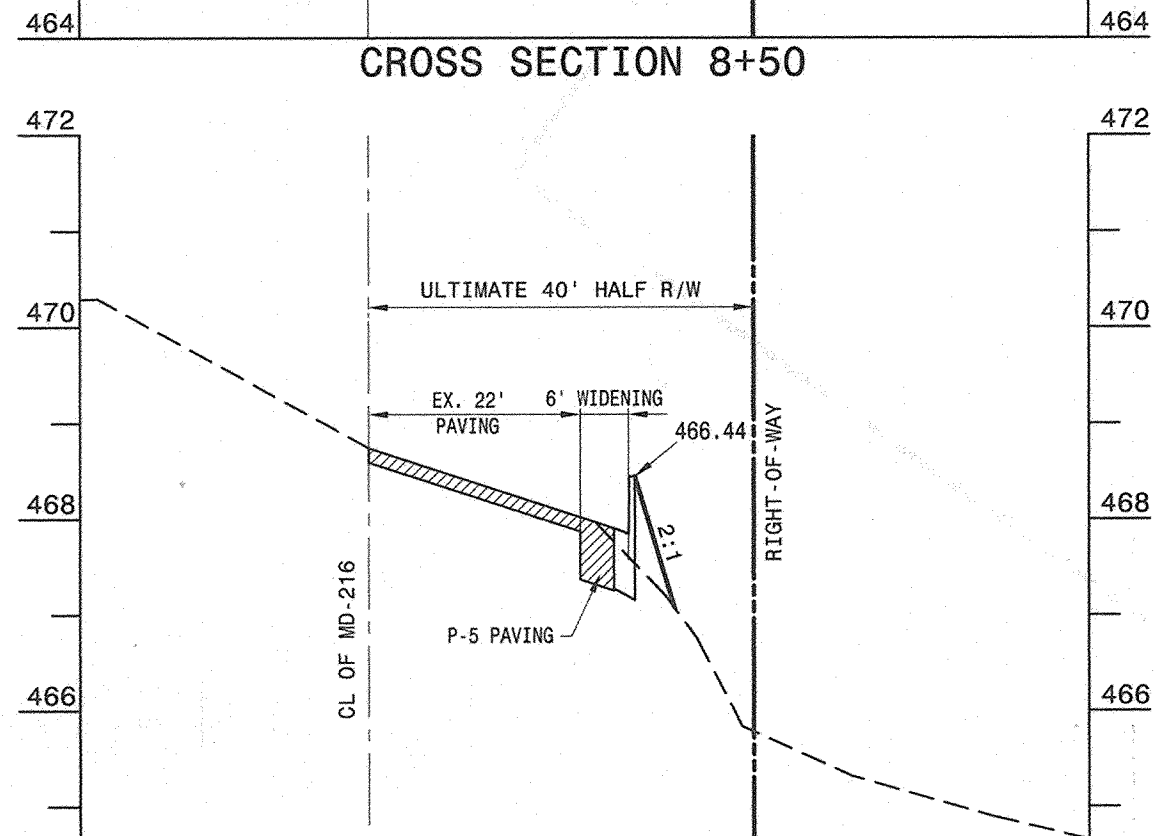 464
464
CROSS SECTION 8+50
472
472
ULTIMATE 40' HALF R/W
470
470
EX. 22'
PAVING
6' WIDENING
466.44
RIGHT-OF-WAY
468
468
2:1
CL OF MD-216
P-5 PAVING
466
466